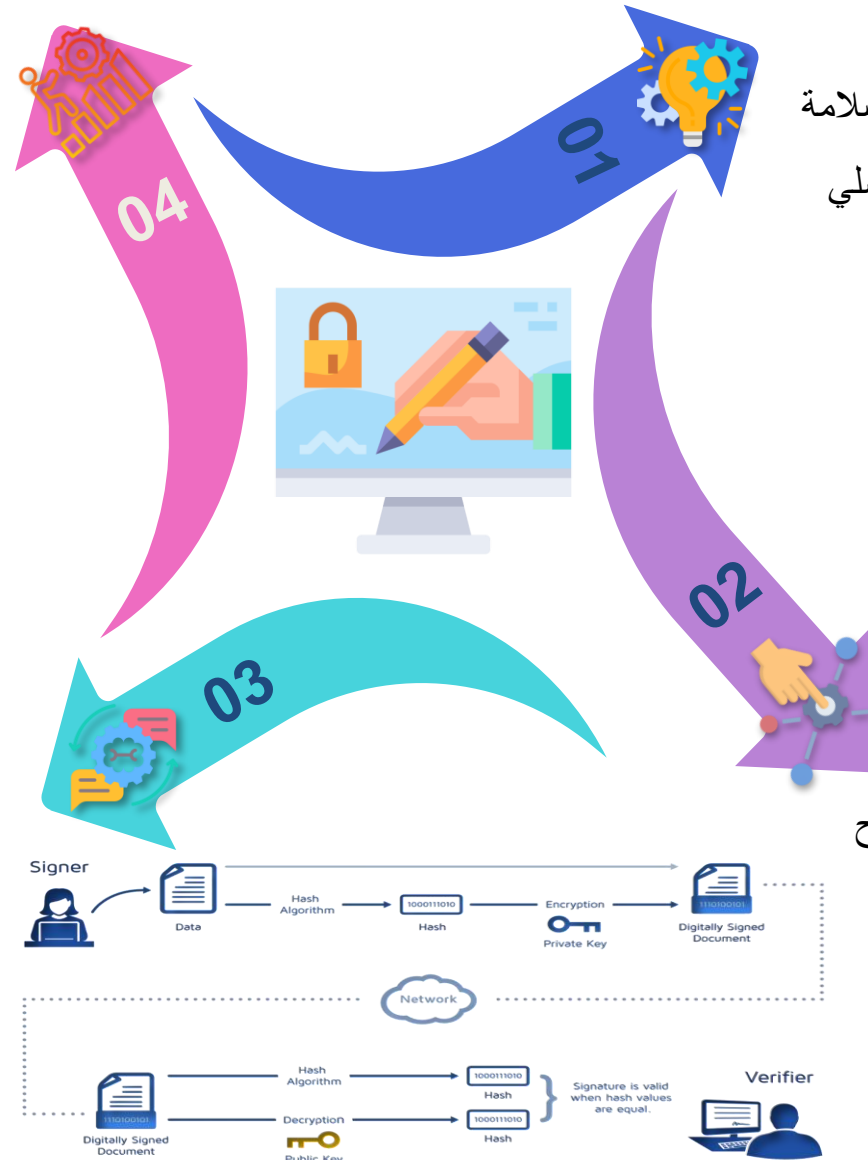 01
04
02
03
Signer
Data
Hash
Algorithm
1000111010
Hash
Encryption
Private Key
1110100101
Digitally Signed
Document
Network
1110100101
Digitally Signed
Document
Hash
Algorithm
1000111010
Hash
Decryption
Public Key
1000111010
Hash
Signature is valid
when hash values
are equal.
Verifier